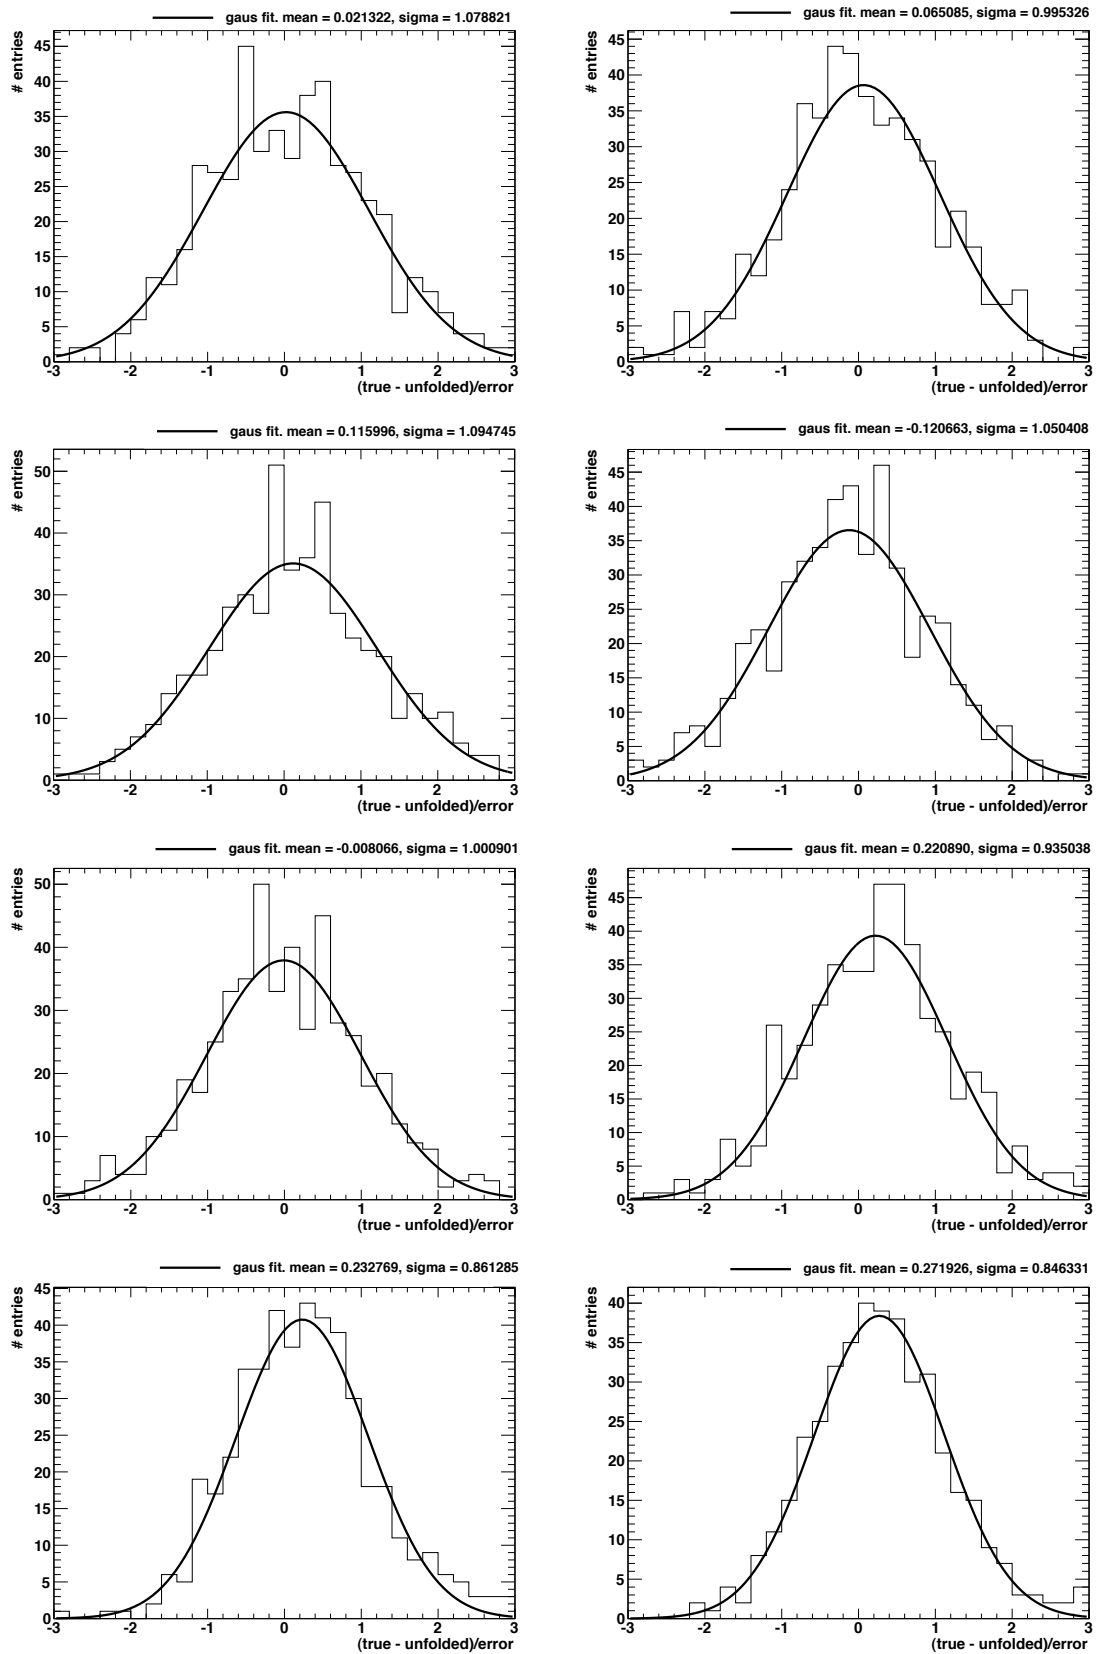 gaus fit. mean = 0.021322, sigma = 1.078821
# entries
45
40
35
30
25
20
15
10
5
0
-3 -2 -1 0 1 2 3
(true - unfolded)/error
gaus fit. mean = 0.065085, sigma = 0.995326
# entries
45
40
35
30
25
20
15
10
5
0
-3 -2 -1 0 1 2 3
(true - unfolded)/error
gaus fit. mean = 0.115996, sigma = 1.094745
# entries
50
40
30
20
10
0
-3 -2 -1 0 1 2 3
(true - unfolded)/error
gaus fit. mean = -0.120663, sigma = 1.050408
# entries
45
40
35
30
25
20
15
10
5
0
-3 -2 -1 0 1 2 3
(true - unfolded)/error
gaus fit. mean = -0.008066, sigma = 1.000901
# entries
50
40
30
20
10
0
-3 -2 -1 0 1 2 3
(true - unfolded)/error
gaus fit. mean = 0.220890, sigma = 0.935038
# entries
45
40
35
30
25
20
15
10
5
0
-3 -2 -1 0 1 2 3
(true - unfolded)/error
gaus fit. mean = 0.232769, sigma = 0.861285
# entries
45
40
35
30
25
20
15
10
5
0
-3 -2 -1 0 1 2 3
(true - unfolded)/error
gaus fit. mean = 0.271926, sigma = 0.846331
# entries
40
35
30
25
20
15
10
5
0
-3 -2 -1 0 1 2 3
(true - unfolded)/error